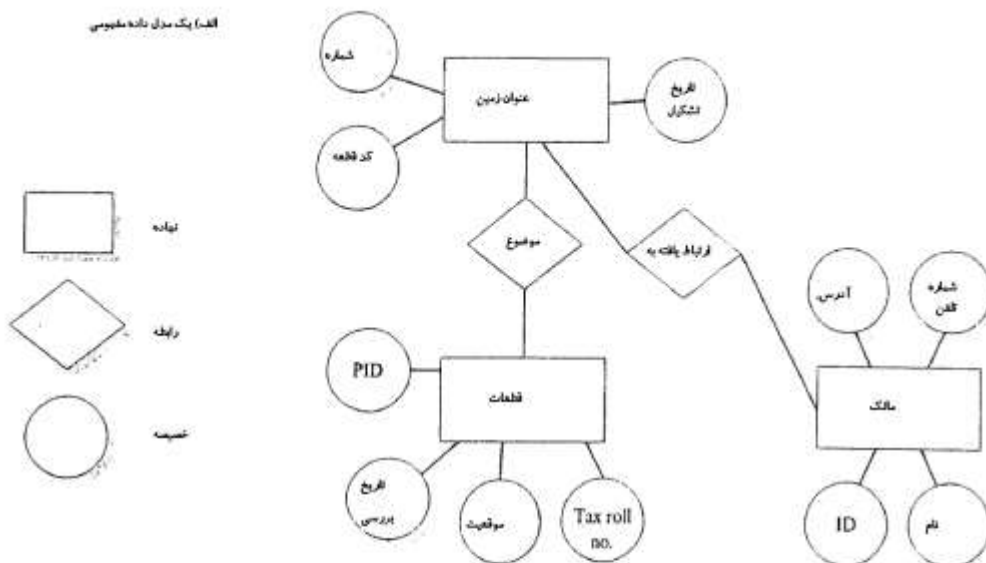 الف) یک مدل داده مفهومی
شماره
عنوان زمین
تاریخ
تشکیل
کد قطعه
نهاده
موضوع
ارتباط یافته به
آدرس
شماره
تلفن
رابطه
PID
قطعات
مالک
خصیصه
تاریخ
بررسی
موقعیت
Tax roll
no.
ID
نام